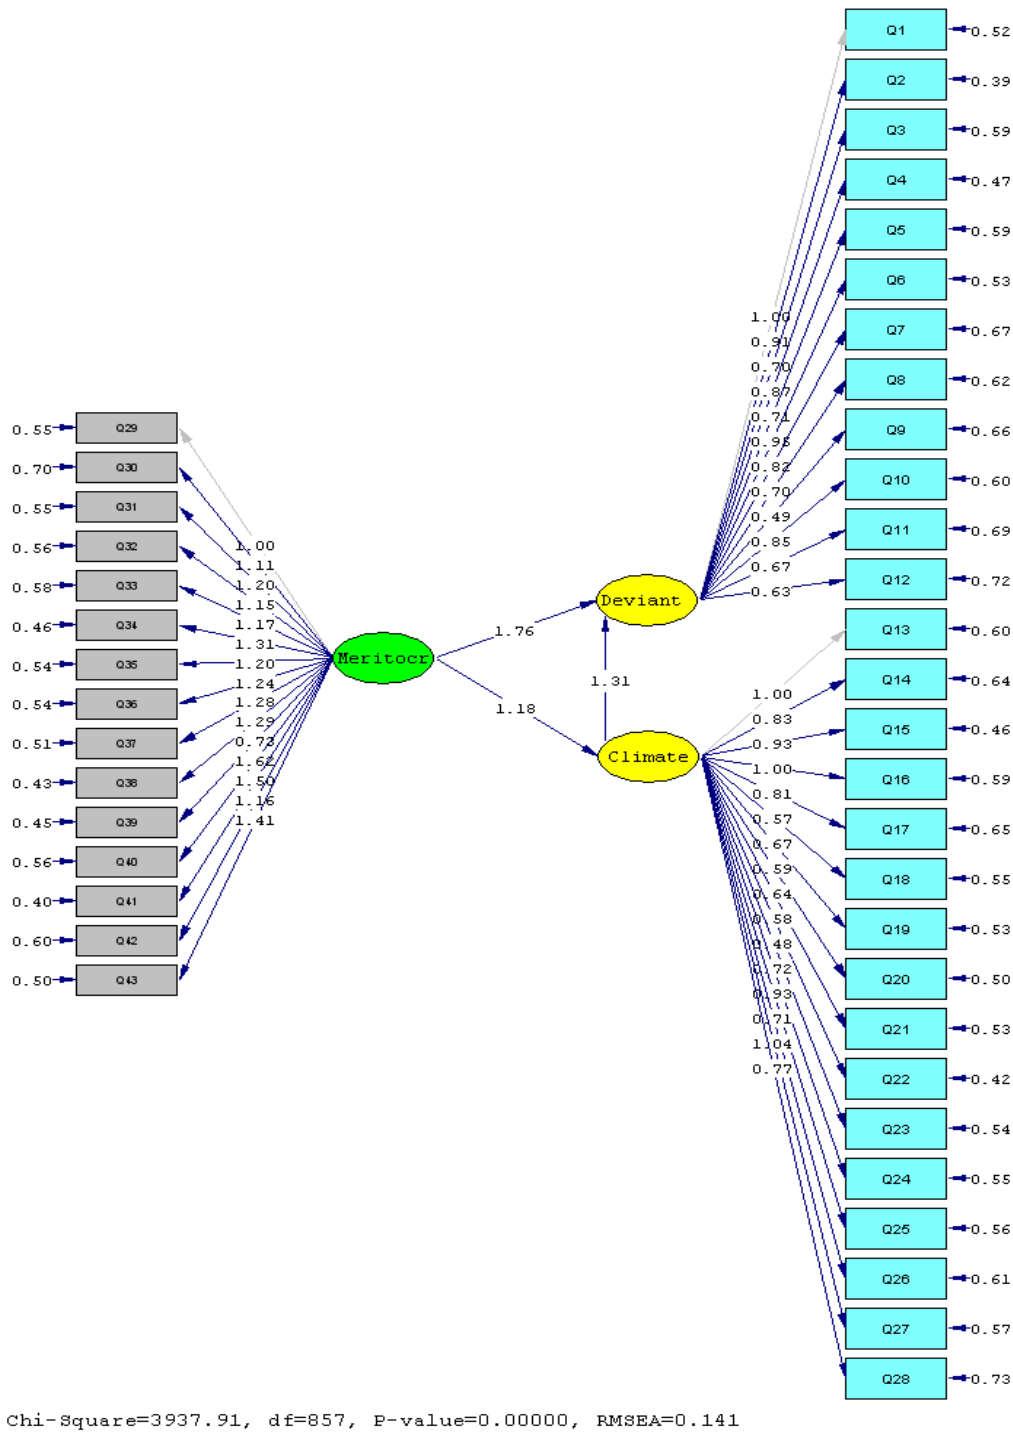 Q1 0.52
Q2 0.39
Q3 0.59
Q4 0.47
Q5 0.59
Q6 0.53
Q7 0.67
Q8 0.62
Q9 0.66
Q10 0.60
Q11 0.69
Q12 0.72
Q13 0.60
Q14 0.64
Q15 0.46
Q16 0.59
Q17 0.65
Q18 0.55
Q19 0.53
Q20 0.50
Q21 0.53
Q22 0.42
Q23 0.54
Q24 0.55
Q25 0.56
Q26 0.61
Q27 0.57
Q28 0.73
1.00
0.91
0.70
0.87
0.71
0.95
0.82
0.70
0.49
0.85
0.67
0.63
0.55 Q29
0.70 Q30
0.55 Q31
0.56 Q32
0.58 Q33
0.46 Q34
0.54 Q35
0.54 Q36
0.51 Q37
0.43 Q38
0.45 Q39
0.56 Q40
0.40 Q41
0.60 Q42
0.50 Q43
1.00
1.11
1.20
1.15
1.17
1.31
1.20
1.24
1.28
1.29
0.73
1.62
1.50
1.16
1.41
Meritocr
Deviant
Climate
1.76
1.31
1.18
1.00
0.83
0.93
1.00
0.81
0.57
0.67
0.59
0.64
0.58
0.48
0.72
0.93
0.71
1.04
0.77
Chi-Square=3937.91, df=857, P-value=0.00000, RMSEA=0.141